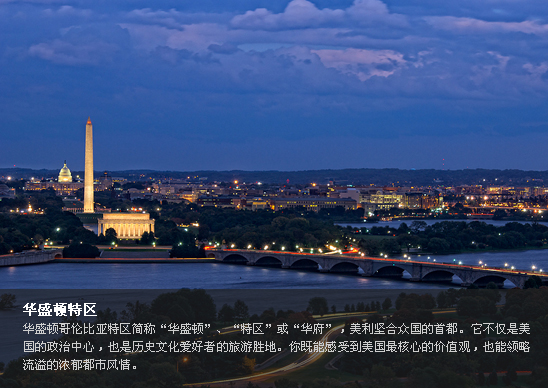 华盛顿特区
华盛顿哥伦比亚特区简称“华盛顿”、“特区”或“华府”，美利坚合众国的首都。它不仅是美
国的政治中心，也是历史文化爱好者的旅游胜地。你既能感受到美国最核心的价值观，也能领略
流溢的浓郁都市风情。